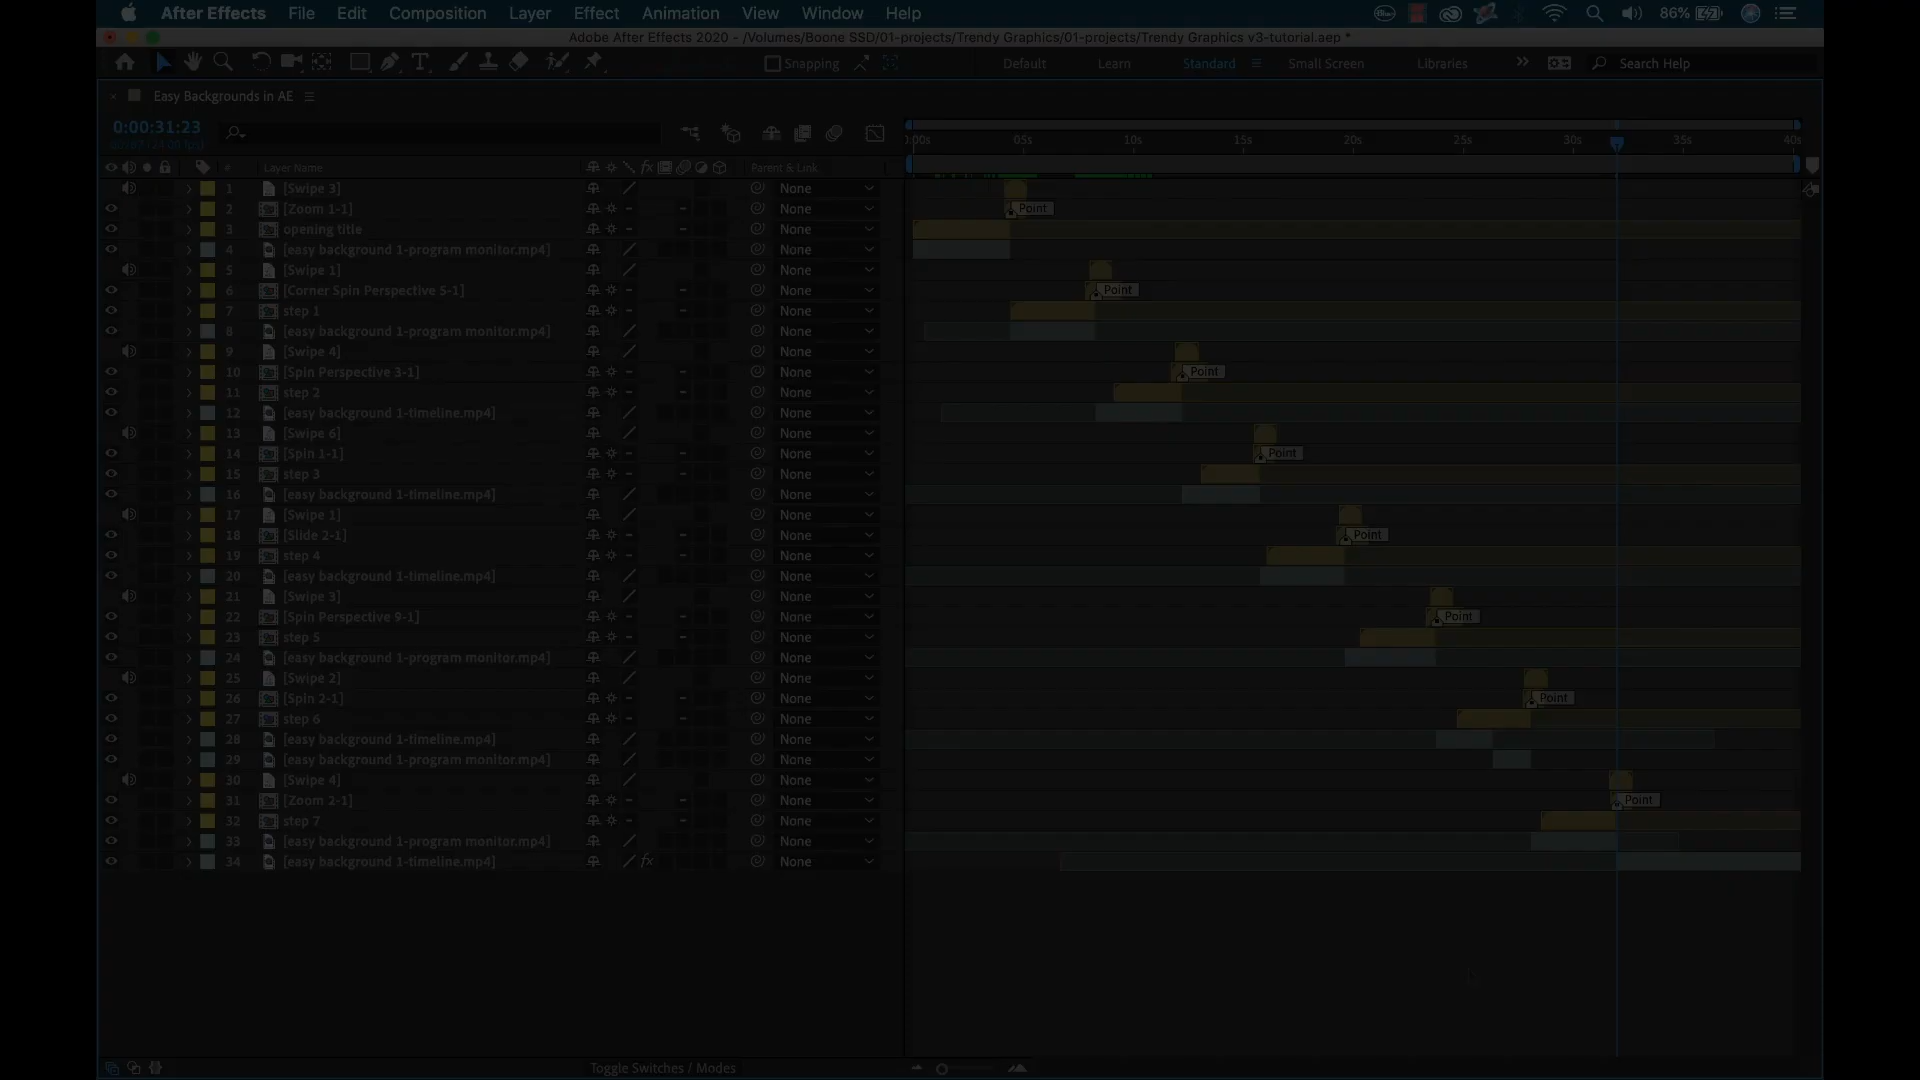 After Effects File Edit Composition Layer Effect Animation View Window Help 86%
Adobe After Effects 2020 - /Volumes/Boone SSD/01-projects/Trendy Graphics/01-projects/Trendy Graphics v3-tutorial.aep *
Snapping Default Learn Standard Small Screen Libraries Search Help
Easy Backgrounds in AE
0:00:31:23
05s 10s 15s 20s 25s 30s 35s 40s
# Layer Name fx Parent & Link
1 [Swipe 3] None
2 [Zoom 1-1] None Point
3 opening title None
4 [easy background 1-program monitor.mp4] None
5 [Swipe 1] None
6 [Corner Spin Perspective 5-1] None Point
7 step 1 None
8 [easy background 1-program monitor.mp4] None
9 [Swipe 4] None
10 [Spin Perspective 3-1] None Point
11 step 2 None
12 [easy background 1-timeline.mp4] None
13 [Swipe 6] None
14 [Spin 1-1] None Point
15 step 3 None
16 [easy background 1-timeline.mp4] None
17 [Swipe 1] None
18 [Slide 2-1] None Point
19 step 4 None
20 [easy background 1-timeline.mp4] None
21 [Swipe 3] None
22 [Spin Perspective 9-1] None Point
23 step 5 None
24 [easy background 1-program monitor.mp4] None
25 [Swipe 2] None
26 [Spin 2-1] None Point
27 step 6 None
28 [easy background 1-timeline.mp4] None
29 [easy background 1-program monitor.mp4] None
30 [Swipe 4] None
31 [Zoom 2-1] None Point
32 step 7 None
33 [easy background 1-program monitor.mp4] None
34 [easy background 1-timeline.mp4] fx None
Toggle Switches / Modes